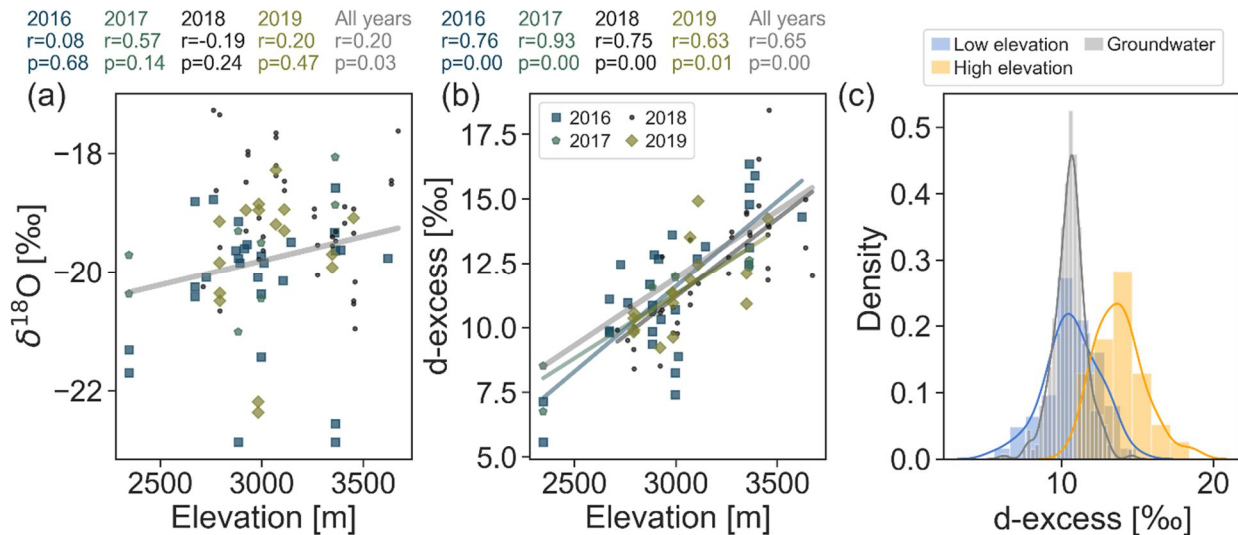 2016 2017 2018 2019 All years
r=0.08 r=0.57 r=-0.19 r=0.20 r=0.20
p=0.68 p=0.14 p=0.24 p=0.47 p=0.03
2016 2017 2018 2019 All years
r=0.76 r=0.93 r=0.75 r=0.63 r=0.65
p=0.00 p=0.00 p=0.00 p=0.01 p=0.00
(a)
δ¹⁸O [‰]
−18
−20
−22
2500 3000 3500
Elevation [m]
(b)
2016 2018
2017 2019
d-excess [‰]
17.5
15.0
12.5
10.0
7.5
5.0
2500 3000 3500
Elevation [m]
(c)
Low elevation Groundwater
High elevation
Density
0.5
0.4
0.3
0.2
0.1
0.0
10 20
d-excess [‰]